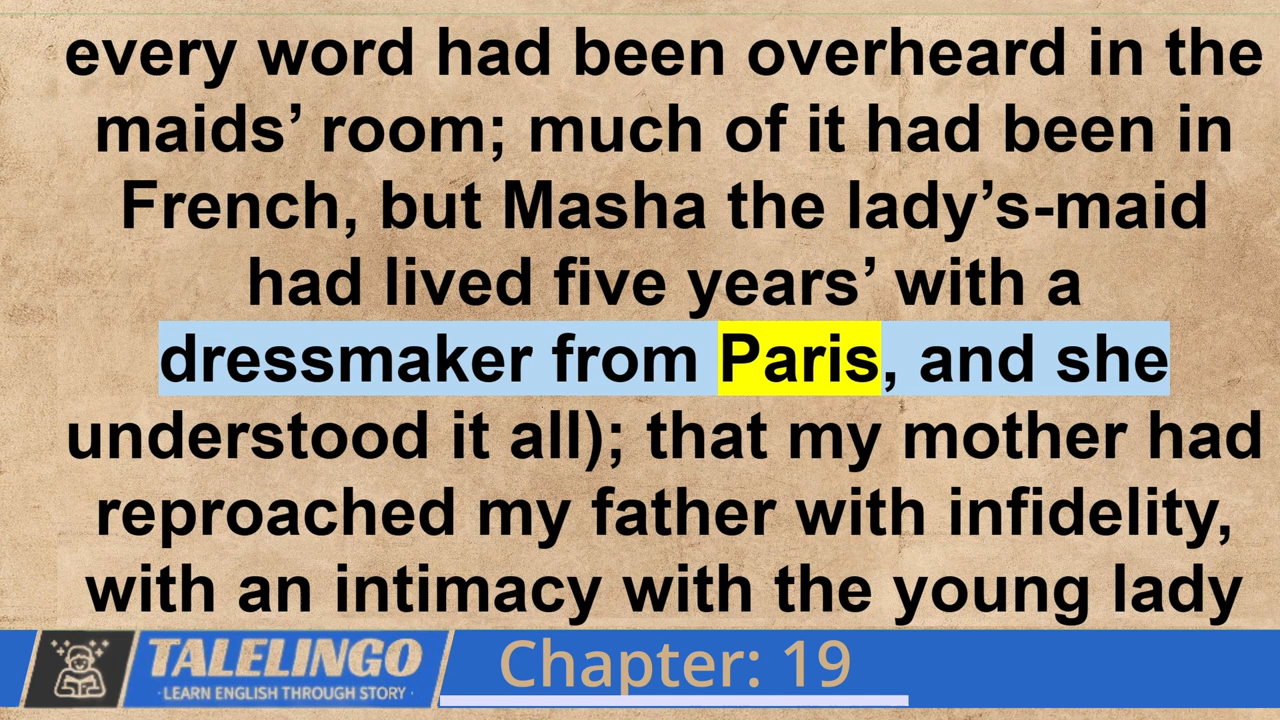 every word had been overheard in the
maids’ room; much of it had been in
French, but Masha the lady’s-maid
had lived five years’ with a
dressmaker from Paris, and she
understood it all); that my mother had
reproached my father with infidelity,
with an intimacy with the young lady
TALELINGO
· LEARN ENGLISH THROUGH STORY ·
Chapter: 19